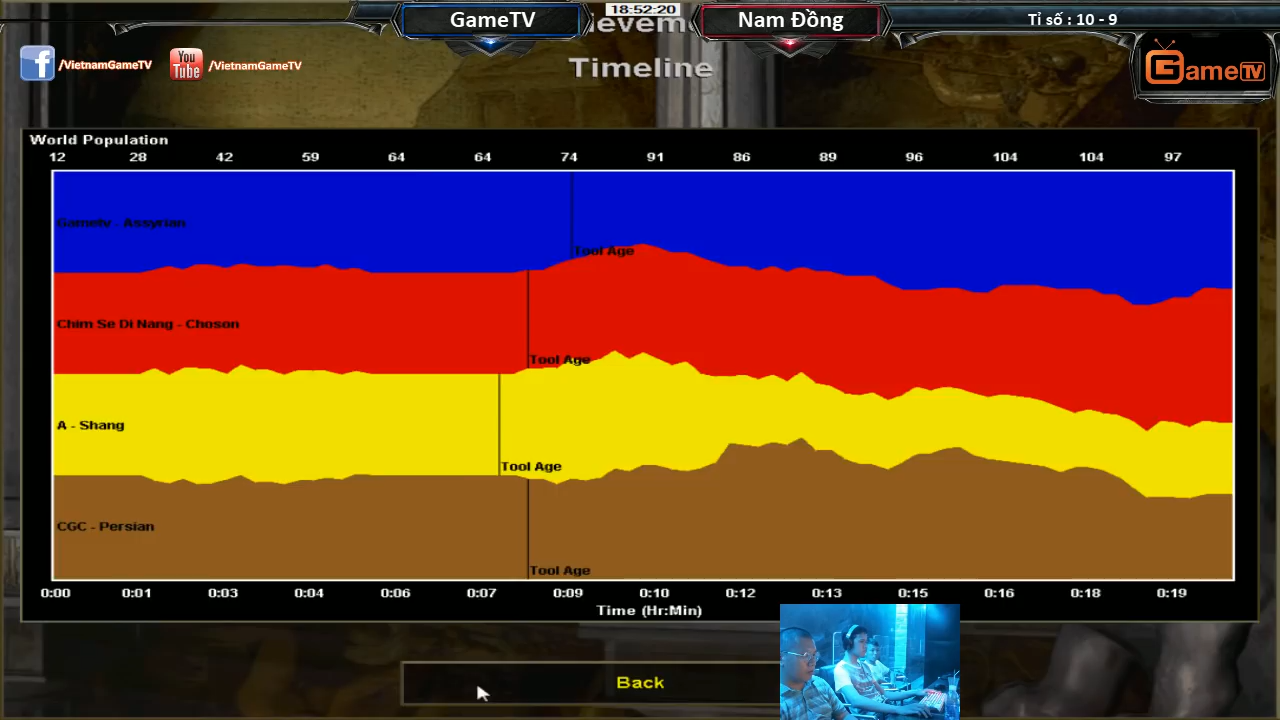 GameTV
18:52:20
Nam Đồng
Tỉ số : 10 - 9
/VietnamGameTV
You Tube
/VietnamGameTV
GameTV
Timeline
World Population
12 28 42 59 64 64 74 91 86 89 96 104 104 97
Gametv - Assyrian
Tool Age
Chim Se Di Nang - Choson
Tool Age
A - Shang
Tool Age
CGC - Persian
Tool Age
0:00 0:01 0:03 0:04 0:06 0:07 0:09 0:10 0:12 0:13 0:15 0:16 0:18 0:19
Time (Hr:Min)
Back